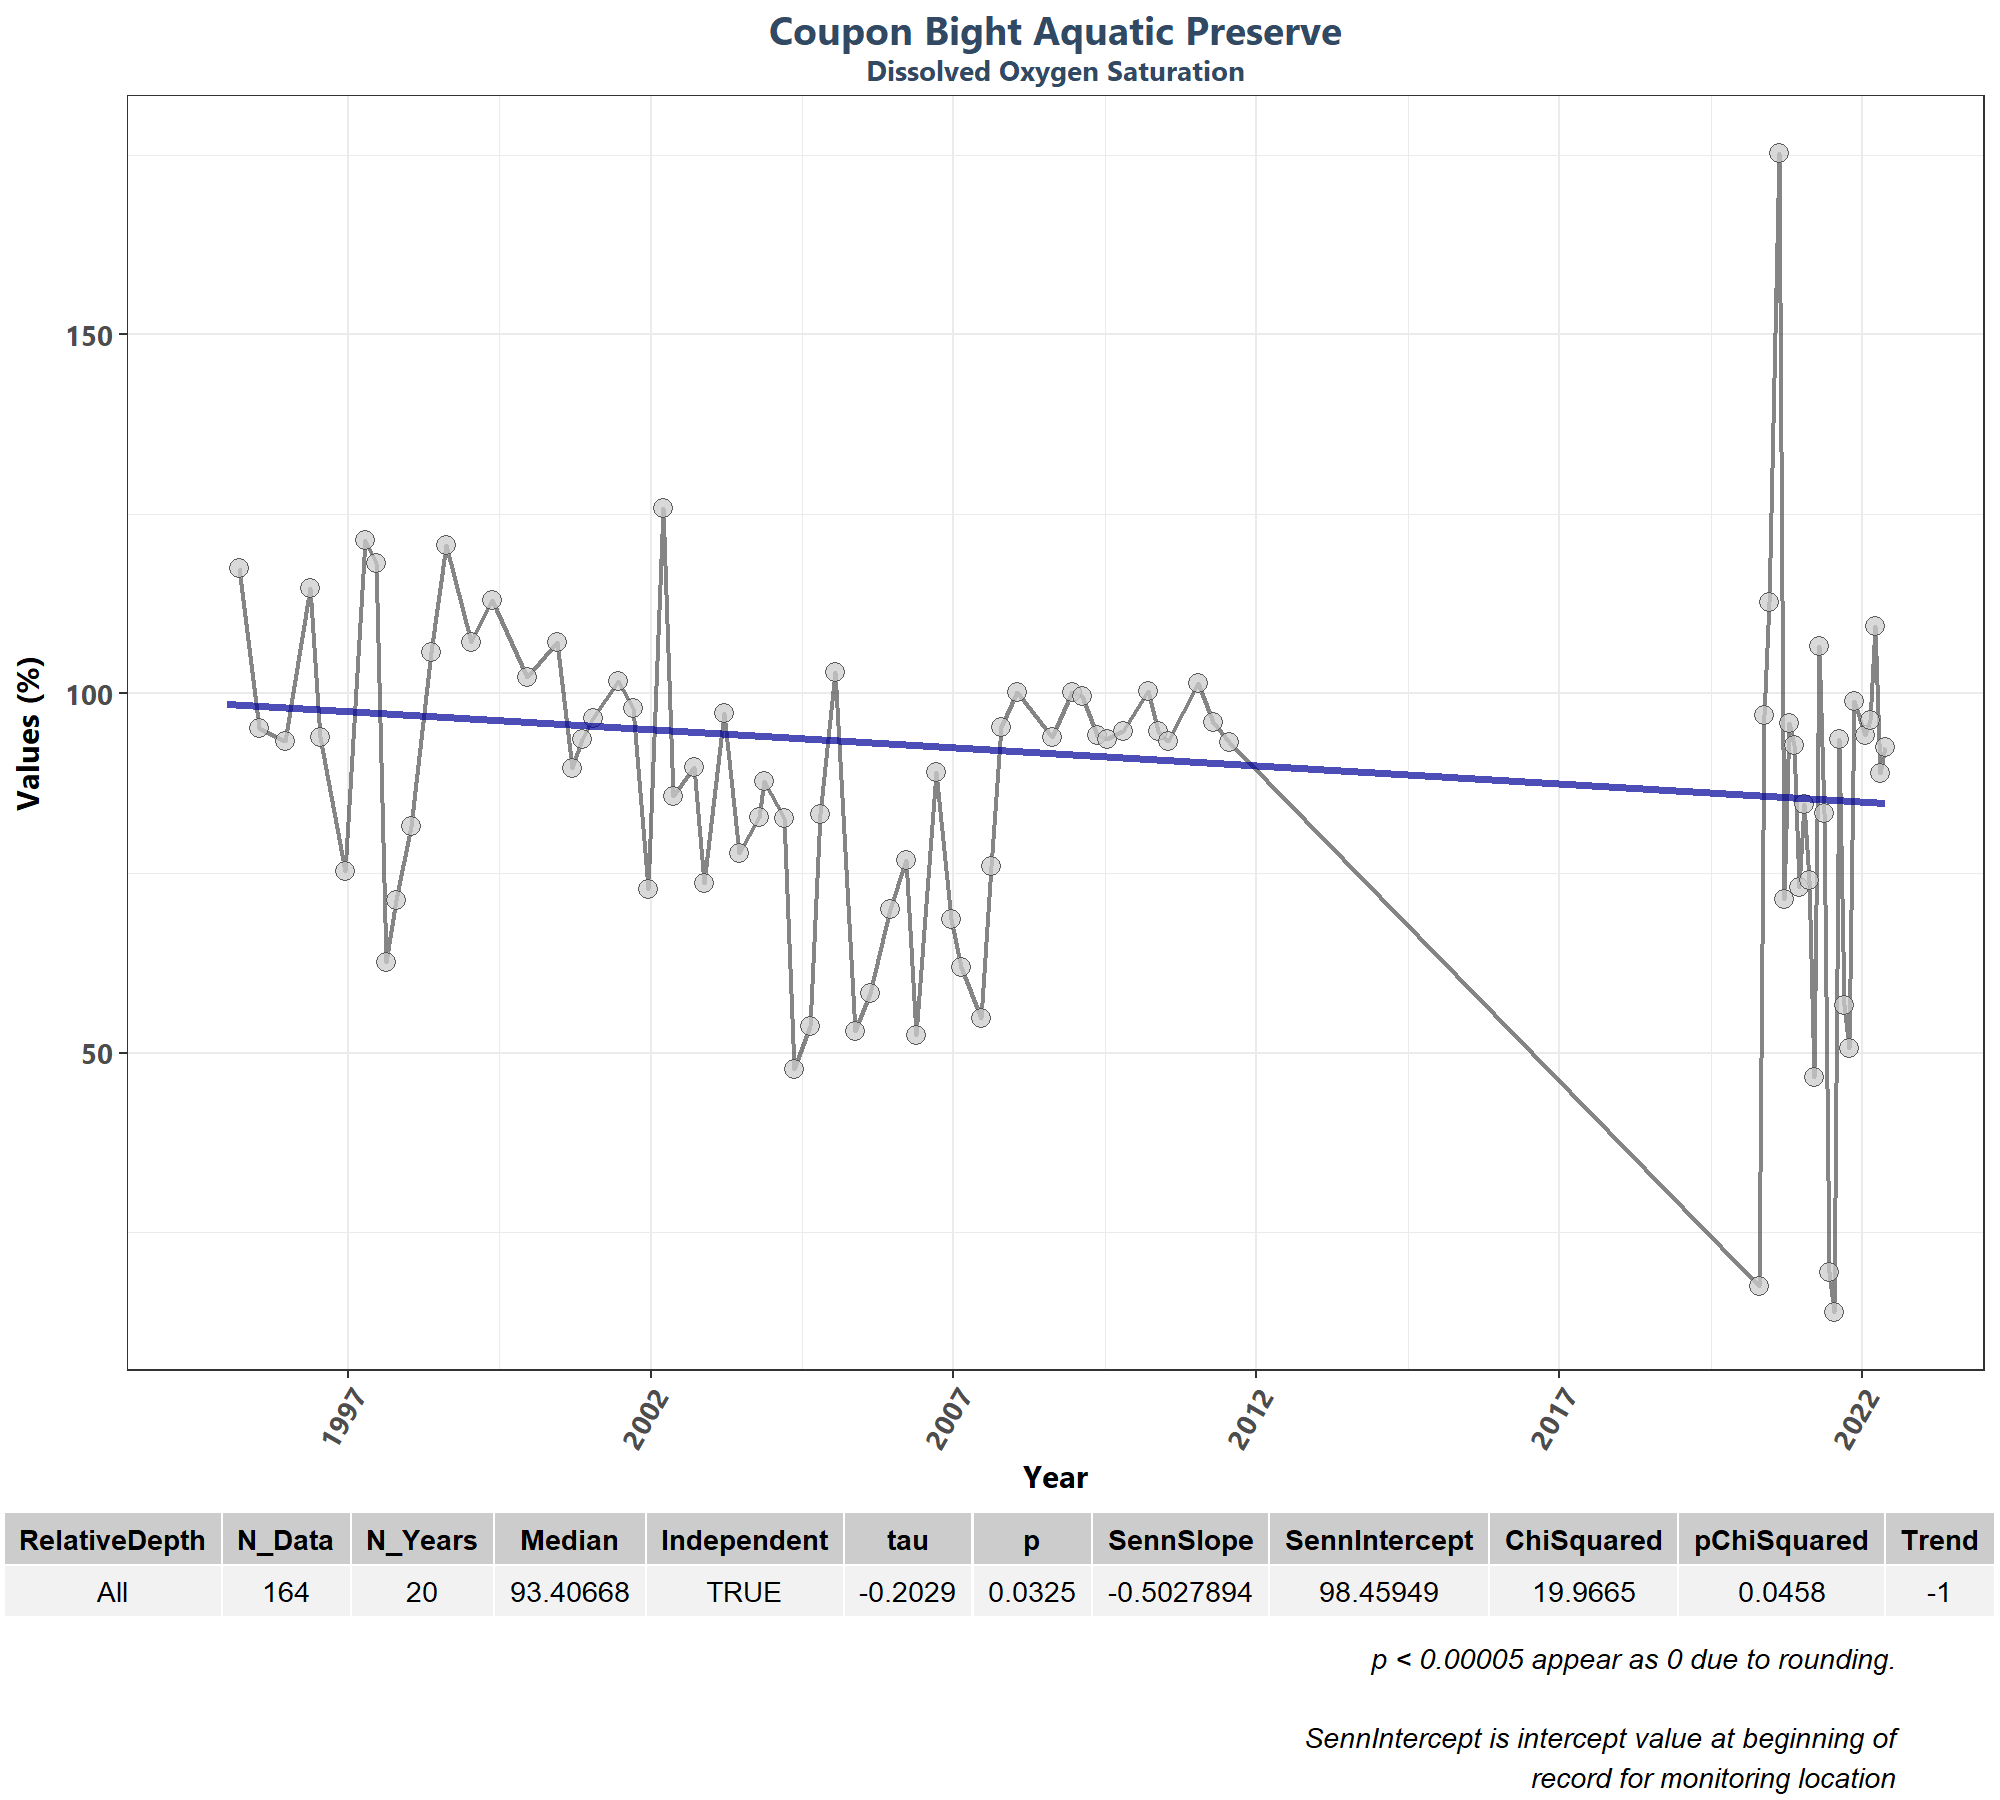 Coupon Bight Aquatic Preserve
Dissolved Oxygen Saturation
Values (%)
150
100
50
1997 2002 2007 2012 2017 2022
Year
RelativeDepth N_Data N_Years Median Independent tau p SennSlope SennIntercept ChiSquared pChiSquared Trend
All 164 20 93.40668 TRUE -0.2029 0.0325 -0.5027894 98.45949 19.9665 0.0458 -1
p < 0.00005 appear as 0 due to rounding.
SennIntercept is intercept value at beginning of
record for monitoring location